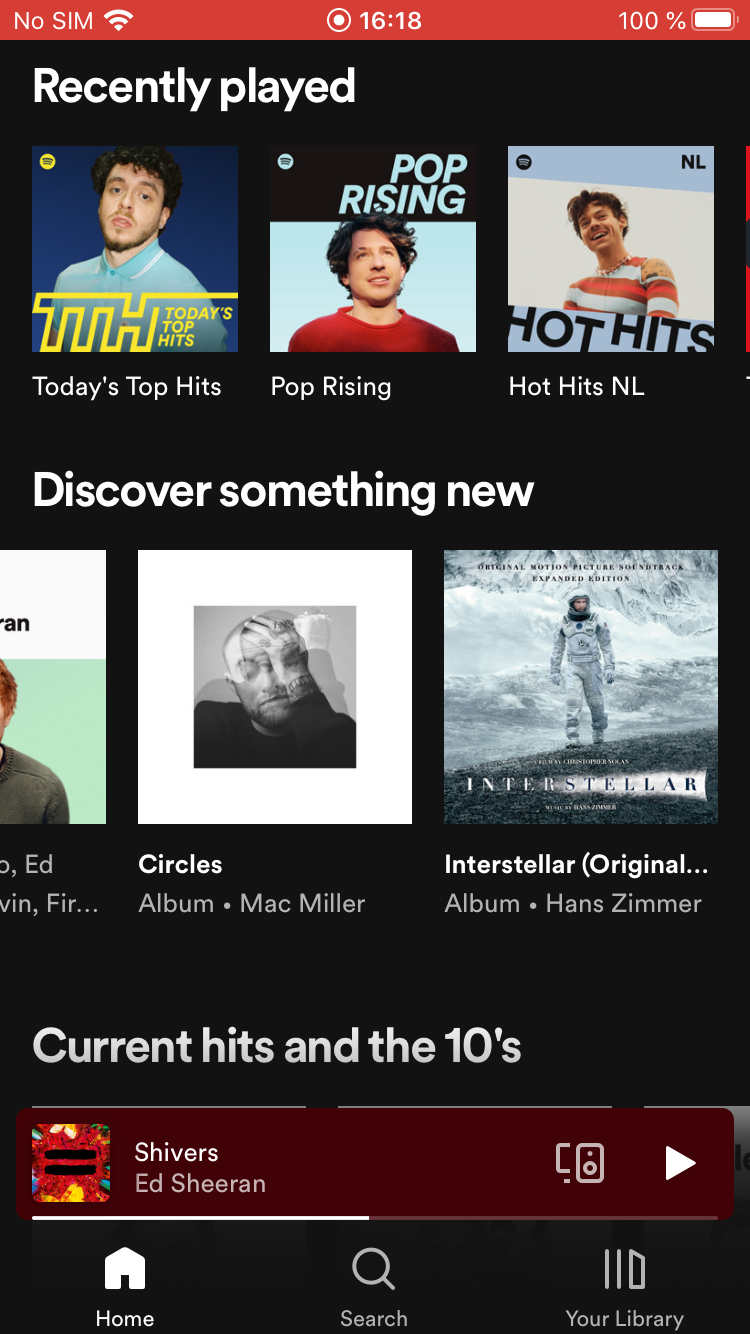 No SIM 16:18 100 %
Recently played
POP
RISING
NL
TTH TODAY'S
TOP
HITS
HOT HITS
Today's Top Hits Pop Rising Hot Hits NL
Discover something new
ran
ORIGINAL MOTION PICTURE SOUNDTRACK
EXPANDED EDITION
A FILM BY CHRISTOPHER NOLAN
INTERSTELLAR
MUSIC BY HANS ZIMMER
o, Ed Circles Interstellar (Original...
vin, Fir... Album • Mac Miller Album • Hans Zimmer
Current hits and the 10's
Shivers
Ed Sheeran
Home Search Your Library